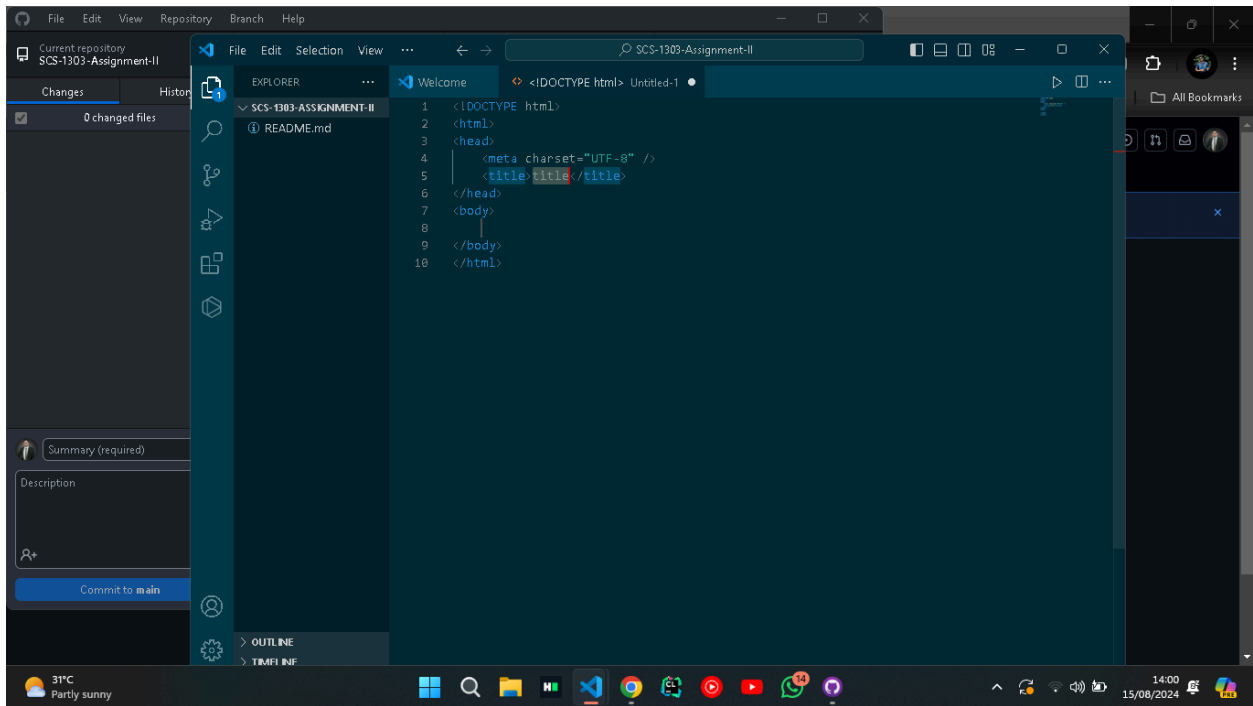 File Edit View Repository Branch Help
Current repository
SCS-1303-Assignment-II
Changes Histor
0 changed files
Summary (required)
Description
Commit to main
File Edit Selection View ... SCS-1303-Assignment-II
EXPLORER ...
SCS-1303-ASSIGNMENT-II
README.md
OUTLINE
TIMELINE
1
Welcome <!DOCTYPE html> Untitled-1
1 <!DOCTYPE html>
2 <html>
3 <head>
4 <meta charset="UTF-8" />
5 <title>title</title>
6 </head>
7 <body>
8
9 </body>
10 </html>
All Bookmarks
31°C
Partly sunny
14
14:00
15/08/2024
PRE